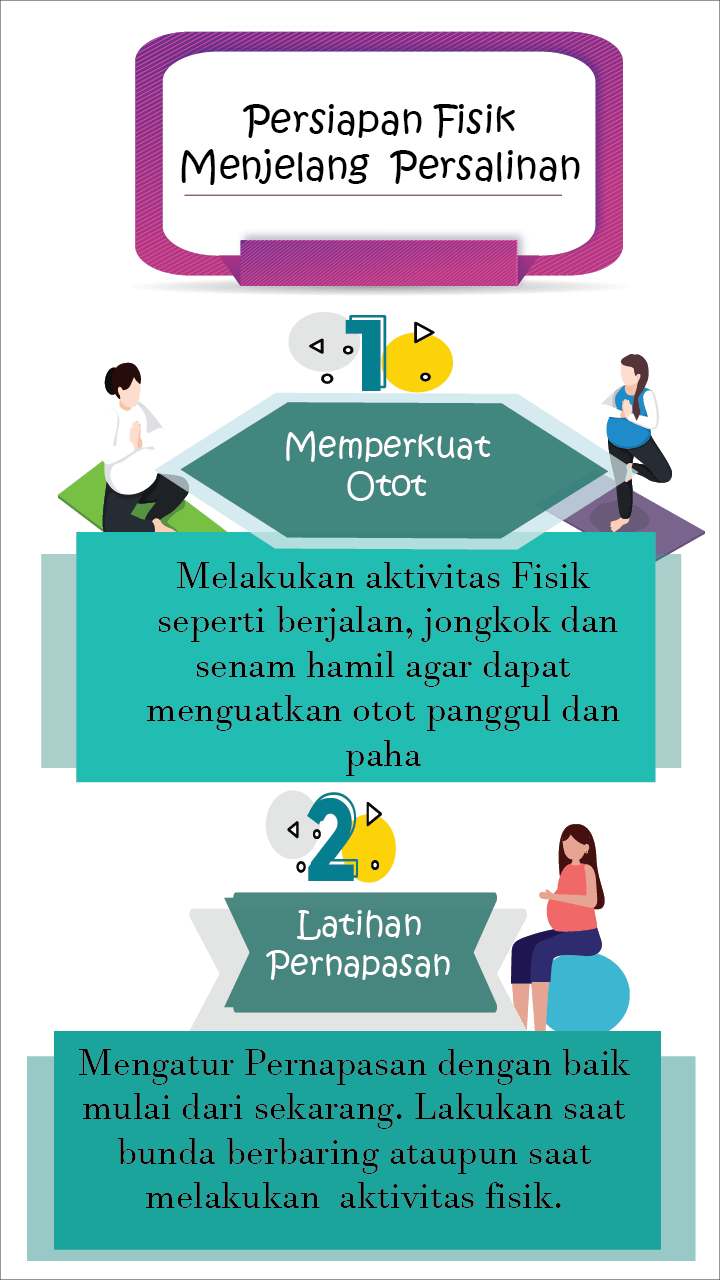 Persiapan Fisik
Menjelang Persalinan
1
Memperkuat
Otot
Melakukan aktivitas Fisik
seperti berjalan, jongkok dan
senam hamil agar dapat
menguatkan otot panggul dan
paha
2
Latihan
Pernapasan
Mengatur Pernapasan dengan baik
mulai dari sekarang. Lakukan saat
bunda berbaring ataupun saat
melakukan aktivitas fisik.